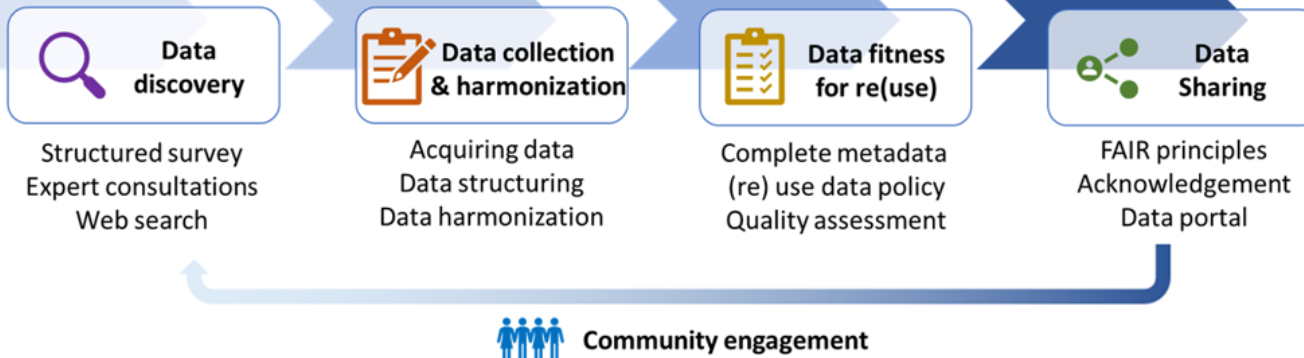 Data
discovery
Structured survey
Expert consultations
Web search
Data collection
& harmonization
Acquiring data
Data structuring
Data harmonization
Data fitness
for re(use)
Complete metadata
(re) use data policy
Quality assessment
Data
Sharing
FAIR principles
Acknowledgement
Data portal
Community engagement